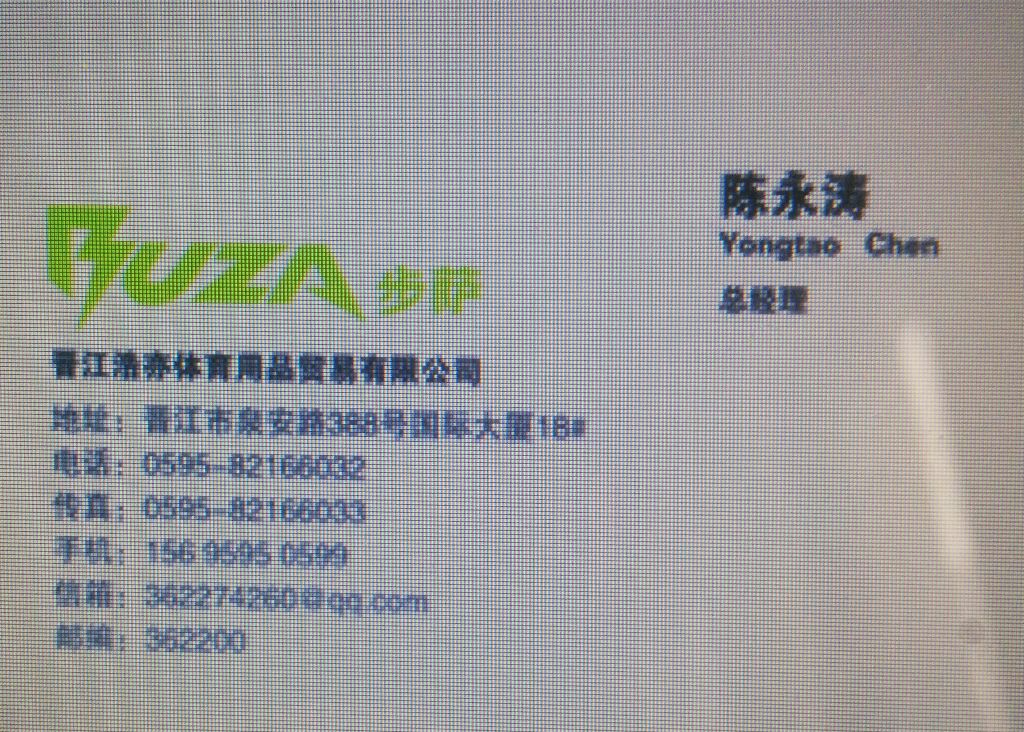 陈永涛
Yongtao Chen
总经理
BUZA 步萨
晋江浩亦体育用品贸易有限公司
地址：晋江市泉安路388号国际大厦18#
电话：0595-82166032
传真：0595-82166033
手机：156 9595 0599
信箱：362274260@qq.com
邮编：362200